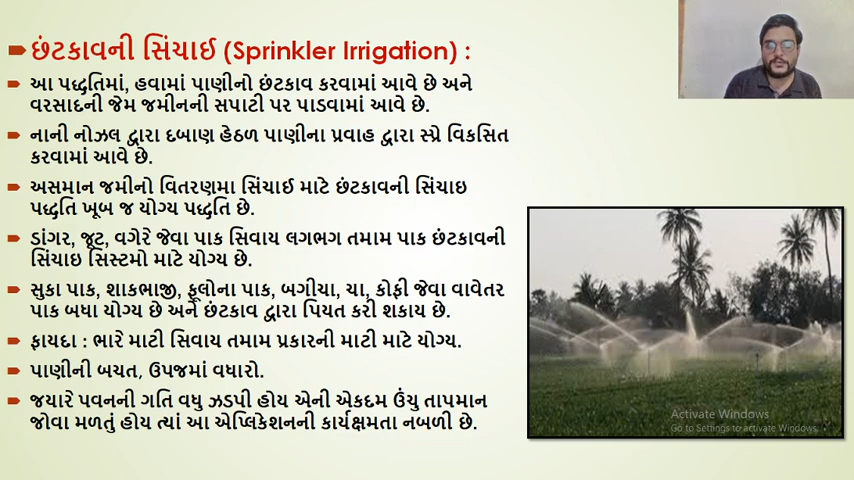 છંટકાવની સિંચાઈ (Sprinkler Irrigation) :
આ પદ્ધતિમાં, હવામાં પાણીનો છંટકાવ કરવામાં આવે છે અને
વરસાદની જેમ જમીનની સપાટી પર પાડવામાં આવે છે.
નાની નોઝલ દ્વારા દબાણ હેઠળ પાણીના પ્રવાહ દ્વારા સ્પ્રે વિકસિત
કરવામાં આવે છે.
અસમાન જમીનો વિતરણમા સિંચાઈ માટે છંટકાવની સિંચાઇ
પદ્ધતિ ખૂબ જ યોગ્ય પદ્ધતિ છે.
ડાંગર, જૂટ, વગેરે જેવા પાક સિવાય લગભગ તમામ પાક છંટકાવની
સિંચાઇ સિસ્ટમો માટે યોગ્ય છે.
સુકા પાક, શાકભાજી, ફૂલોના પાક, બગીચા, ચા, કોફી જેવા વાવેતર
પાક બધા યોગ્ય છે અને છંટકાવ દ્વારા પિયત કરી શકાય છે.
ફાયદા : ભારે માટી સિવાય તમામ પ્રકારની માટી માટે યોગ્ય.
પાણીની બચત, ઉપજમાં વધારો.
જયારે પવનની ગતિ વધુ ઝડપી હોય એની એકદમ ઉંચુ તાપમાન
જોવા મળતું હોય ત્યાં આ એપ્લિકેશનની કાર્યક્ષમતા નબળી છે.
Activate Windows
Go to Settings to activate Windows.